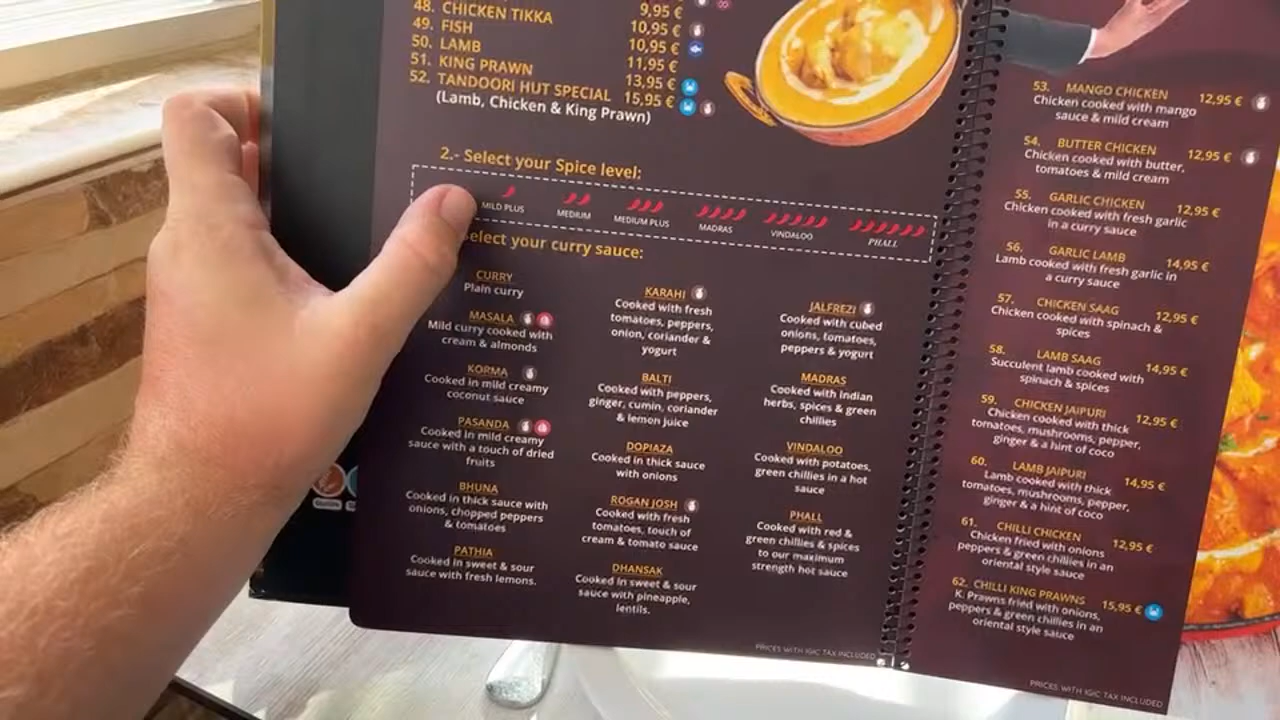 9,95 €
48. CHICKEN TIKKA 10,95 €
49. FISH 10,95 €
50. LAMB 11,95 €
51. KING PRAWN 13,95 €
52. TANDOORI HUT SPECIAL 15,95 €
(Lamb, Chicken & King Prawn)
2.- Select your Spice level:
MILD PLUS
MEDIUM
MEDIUM PLUS
MADRAS
VINDALOO
PHALL
Select your curry sauce:
CURRY
Plain curry
MASALA
Mild curry cooked with
cream & almonds
KORMA
Cooked in mild creamy
coconut sauce
PASANDA
Cooked in mild creamy
sauce with a touch of dried
fruits
BHUNA
Cooked in thick sauce with
onions, chopped peppers
& tomatoes
PATHIA
Cooked in sweet & sour
sauce with fresh lemons.
KARAHI
Cooked with fresh
tomatoes, peppers,
onion, coriander &
yogurt
BALTI
Cooked with peppers,
ginger, cumin, coriander
& lemon juice
DOPIAZA
Cooked in thick sauce
with onions
ROGAN JOSH
Cooked with fresh
tomatoes, touch of
cream & tomato sauce
DHANSAK
Cooked in sweet & sour
sauce with pineapple,
lentils.
JALFREZI
Cooked with cubed
onions, tomatoes,
peppers & yogurt
MADRAS
Cooked with indian
herbs, spices & green
chillies
VINDALOO
Cooked with potatoes,
green chillies in a hot
sauce
PHALL
Cooked with red &
green chillies & spices
to our maximum
strength hot sauce
PRICES WITH IGIC TAX INCLUDED
53. MANGO CHICKEN 12,95 €
Chicken cooked with mango
sauce & mild cream
54. BUTTER CHICKEN 12,95 €
Chicken cooked with butter,
tomatoes & mild cream
55. GARLIC CHICKEN 12,95 €
Chicken cooked with fresh garlic
in a curry sauce
56. GARLIC LAMB 14,95 €
Lamb cooked with fresh garlic in
a curry sauce
57. CHICKEN SAAG 12,95 €
Chicken cooked with spinach &
spices
58. LAMB SAAG 14,95 €
Succulent lamb cooked with
spinach & spices
59. CHICKEN JAIPURI 12,95 €
Chicken cooked with thick
tomatoes, mushrooms, pepper,
ginger & a hint of coco
60. LAMB JAIPURI 14,95 €
Lamb cooked with thick
tomatoes, mushrooms, pepper,
ginger & a hint of coco
61. CHILLI CHICKEN 12,95 €
Chicken fried with onions
peppers & green chillies in an
oriental style sauce
62. CHILLI KING PRAWNS 15,95 €
K. Prawns fried with onions,
peppers & green chillies in an
oriental style sauce
PRICES WITH IGIC TAX INCLUDED